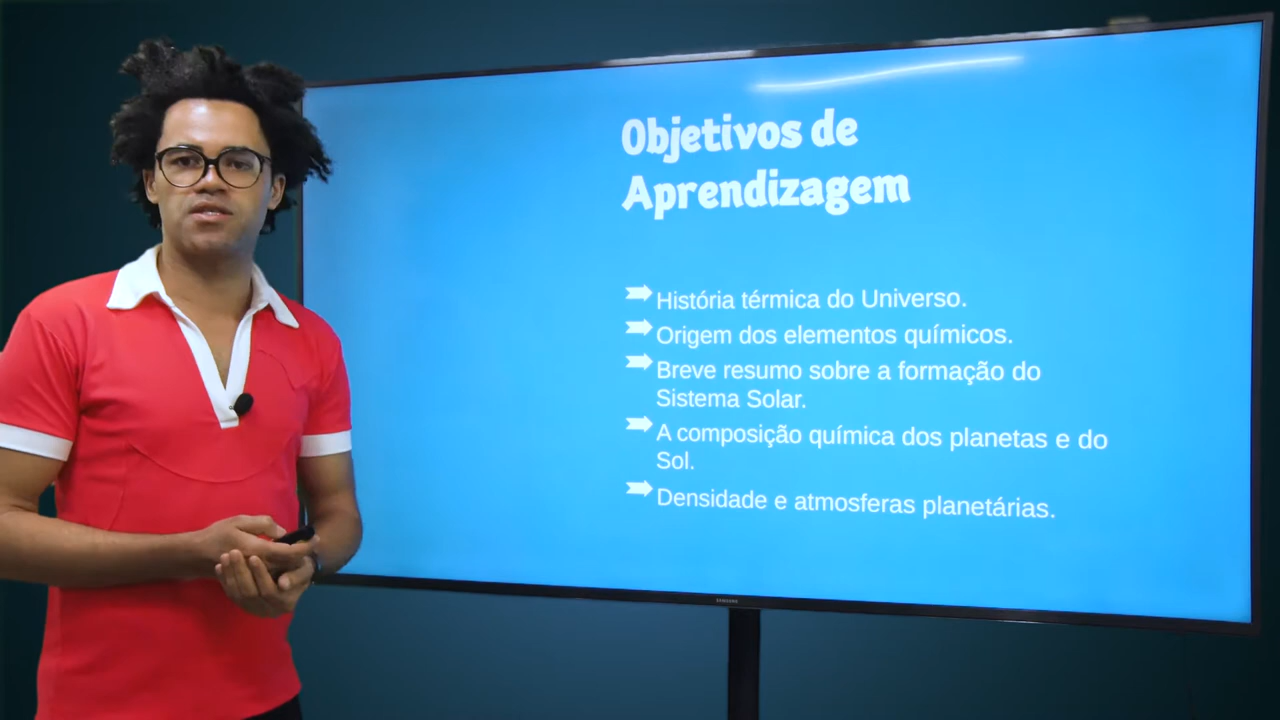 Objetivos de
Aprendizagem
História térmica do Universo.
Origem dos elementos químicos.
Breve resumo sobre a formação do
Sistema Solar.
A composição química dos planetas e do
Sol.
Densidade e atmosferas planetárias.
SAMSUNG